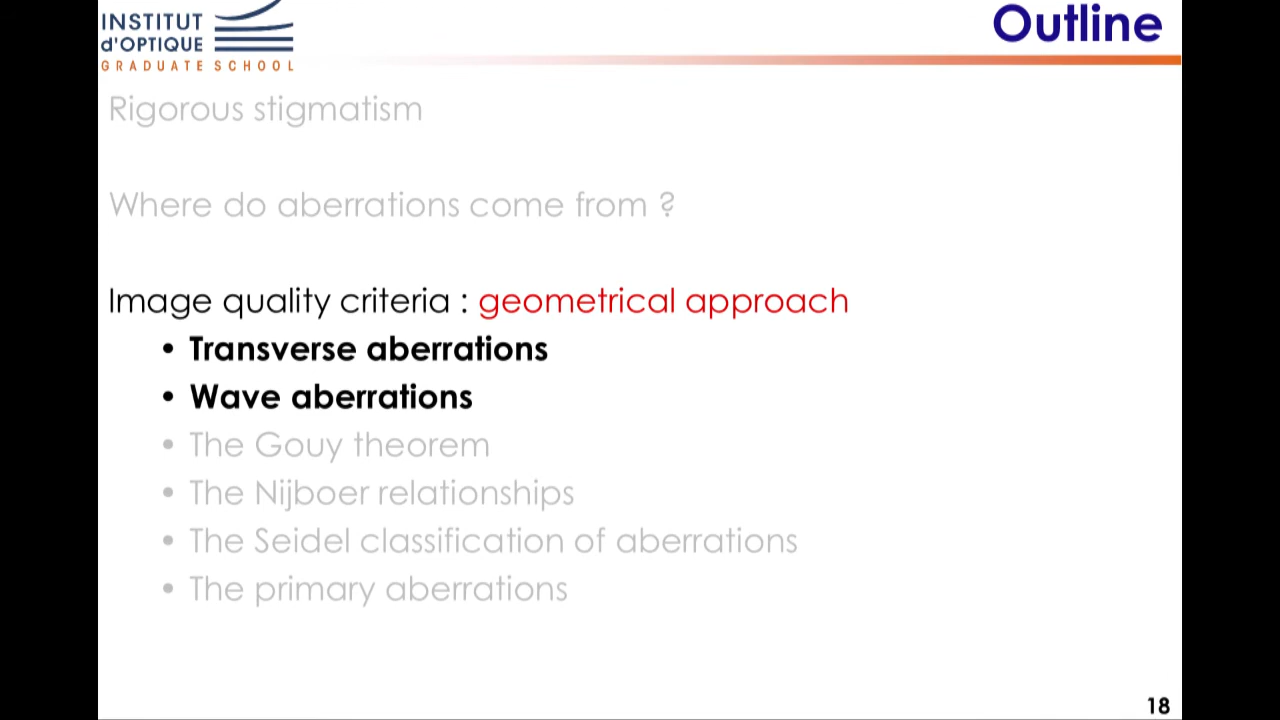 INSTITUT
d'OPTIQUE
GRADUATE SCHOOL
Outline
Rigorous stigmatism
Where do aberrations come from ?
Image quality criteria : geometrical approach
• Transverse aberrations
• Wave aberrations
• The Gouy theorem
• The Nijboer relationships
• The Seidel classification of aberrations
• The primary aberrations
18